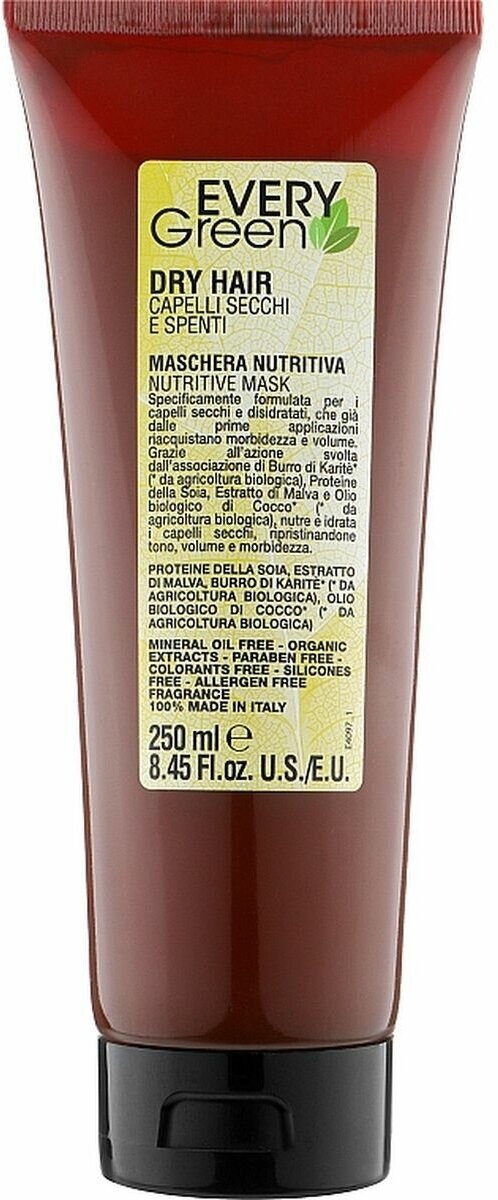 EVERY
Green
DRY HAIR
CAPELLI SECCHI
E SPENTI
MASCHERA NUTRITIVA
NUTRITIVE MASK
Specificamente formulata per i
capelli secchi e disidratati, che già
dalle prime applicazioni
riacquistano morbidezza e volume.
Grazie all'azione svolta
dall'associazione di Burro di Karitè*
(* da agricoltura biologica), Proteine
della Soia, Estratto di Malva e Olio
biologico di Cocco* (* da
agricoltura biologica), nutre e idrata
i capelli secchi, ripristinandone
tono, volume e morbidezza.
PROTEINE DELLA SOIA, ESTRATTO
DI MALVA, BURRO DI KARITÈ* (* DA
AGRICOLTURA BIOLOGICA), OLIO
BIOLOGICO DI COCCO* (* DA
AGRICOLTURA BIOLOGICA)
MINERAL OIL FREE - ORGANIC
EXTRACTS - PARABEN FREE -
COLORANTS FREE - SILICONES
FREE - ALLERGEN FREE
FRAGRANCE
100% MADE IN ITALY
250 ml ℮
8.45 Fl.oz. U.S./E.U.